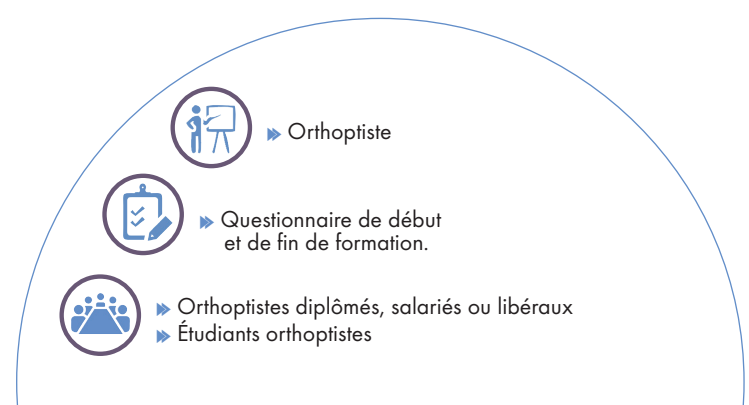 Orthoptiste
Questionnaire de début
et de fin de formation.
Orthoptistes diplômés, salariés ou libéraux
Étudiants orthoptistes